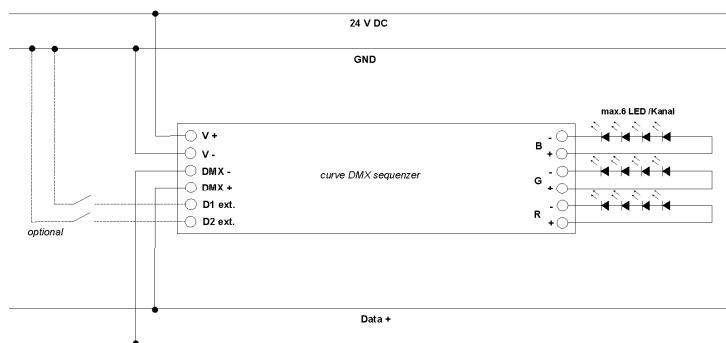 24 V DC
GND
max.6 LED /Kanal
V +
V -
DMX -
DMX +
D1 ext.
D2 ext.
optional
curve DMX sequenzer
B
-
+
G
-
+
R
-
+
Data +